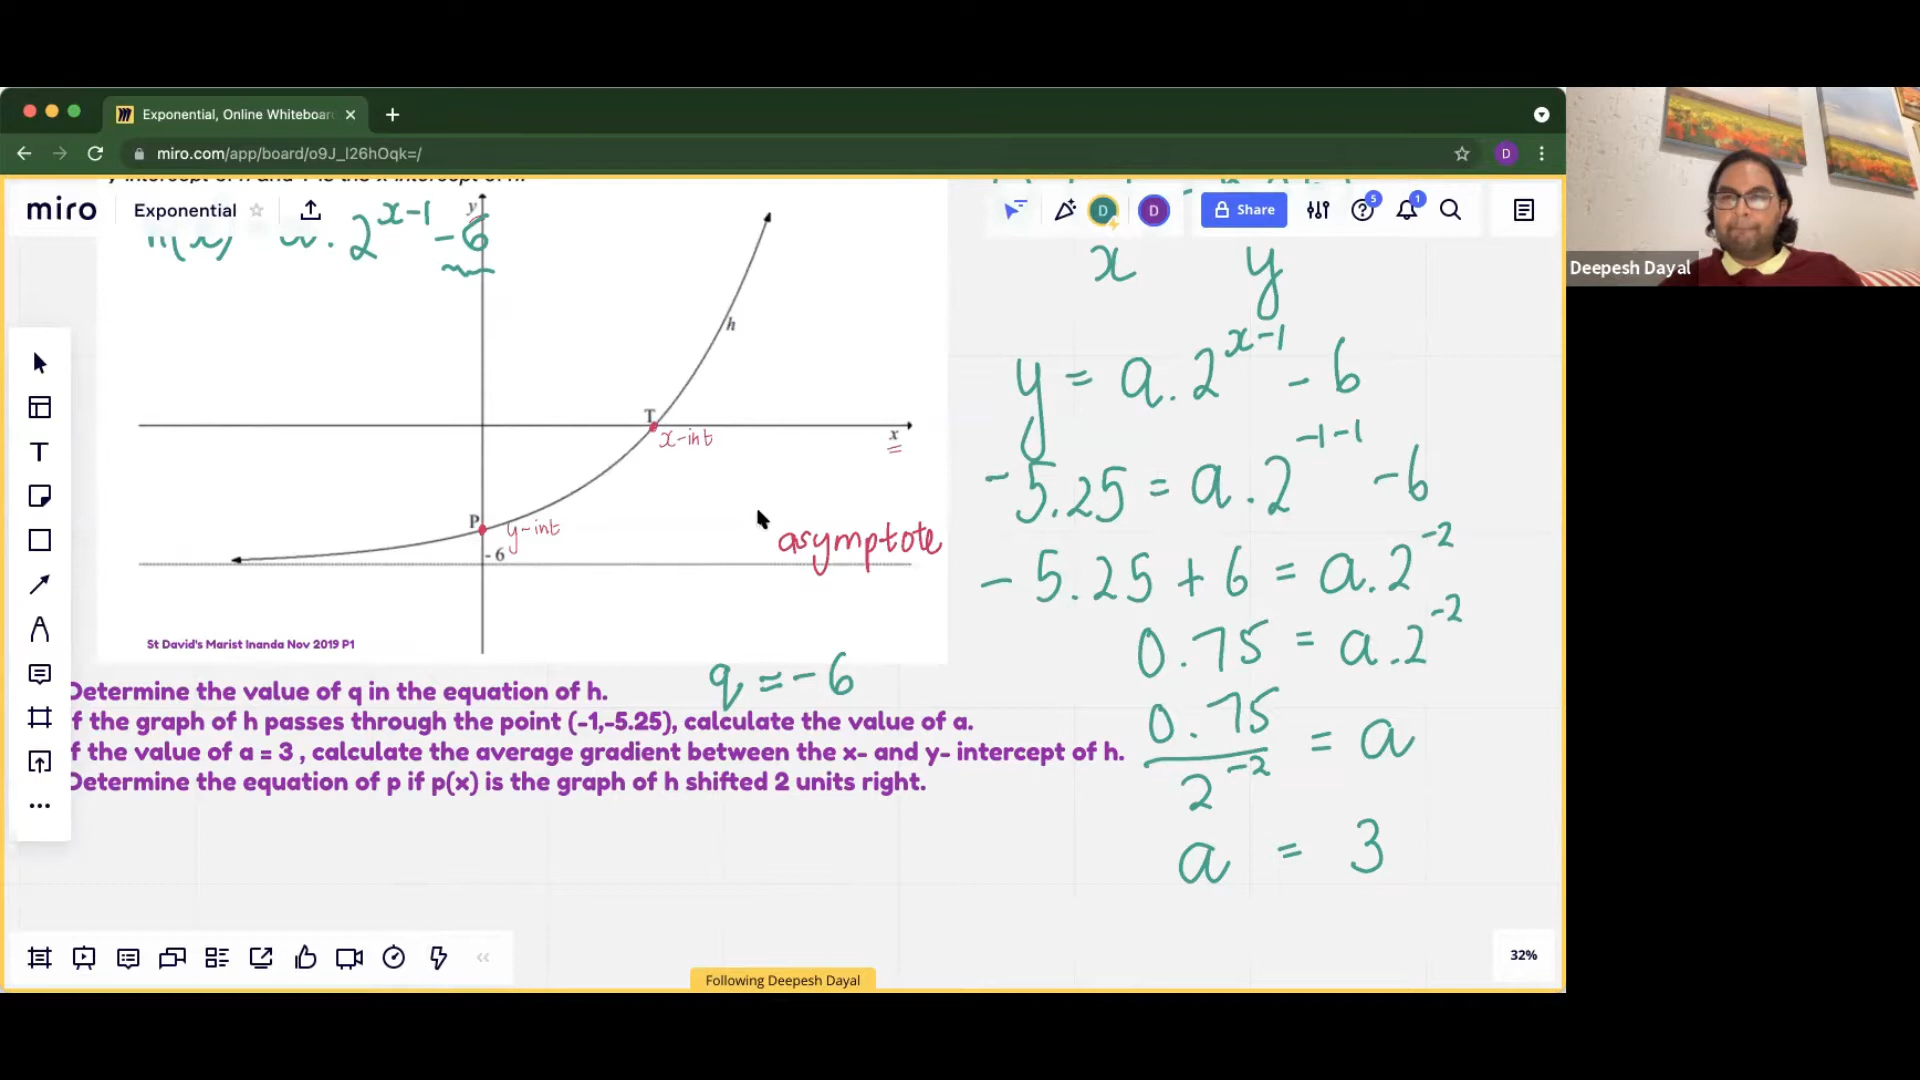 Exponential, Online Whiteboar
miro.com/app/board/o9J_l26hOqk=/
D
miro
Exponential
D
D
Share
5
1
h(x) = a. 2^{x-1} -6
y
x y
h
T
x-int
x
P
y-int
-6
asymptote
St David's Marist Inanda Nov 2019 P1
y = a. 2^{x-1} - 6
-5.25 = a. 2^{-1-1} -6
-5.25 + 6 = a. 2^{-2}
0.75 = a. 2^{-2}
0.75 / 2^{-2} = a
a = 3
q = -6
Determine the value of q in the equation of h.
f the graph of h passes through the point (-1,-5.25), calculate the value of a.
f the value of a = 3 , calculate the average gradient between the x- and y- intercept of h.
Determine the equation of p if p(x) is the graph of h shifted 2 units right.
32%
Following Deepesh Dayal
Deepesh Dayal